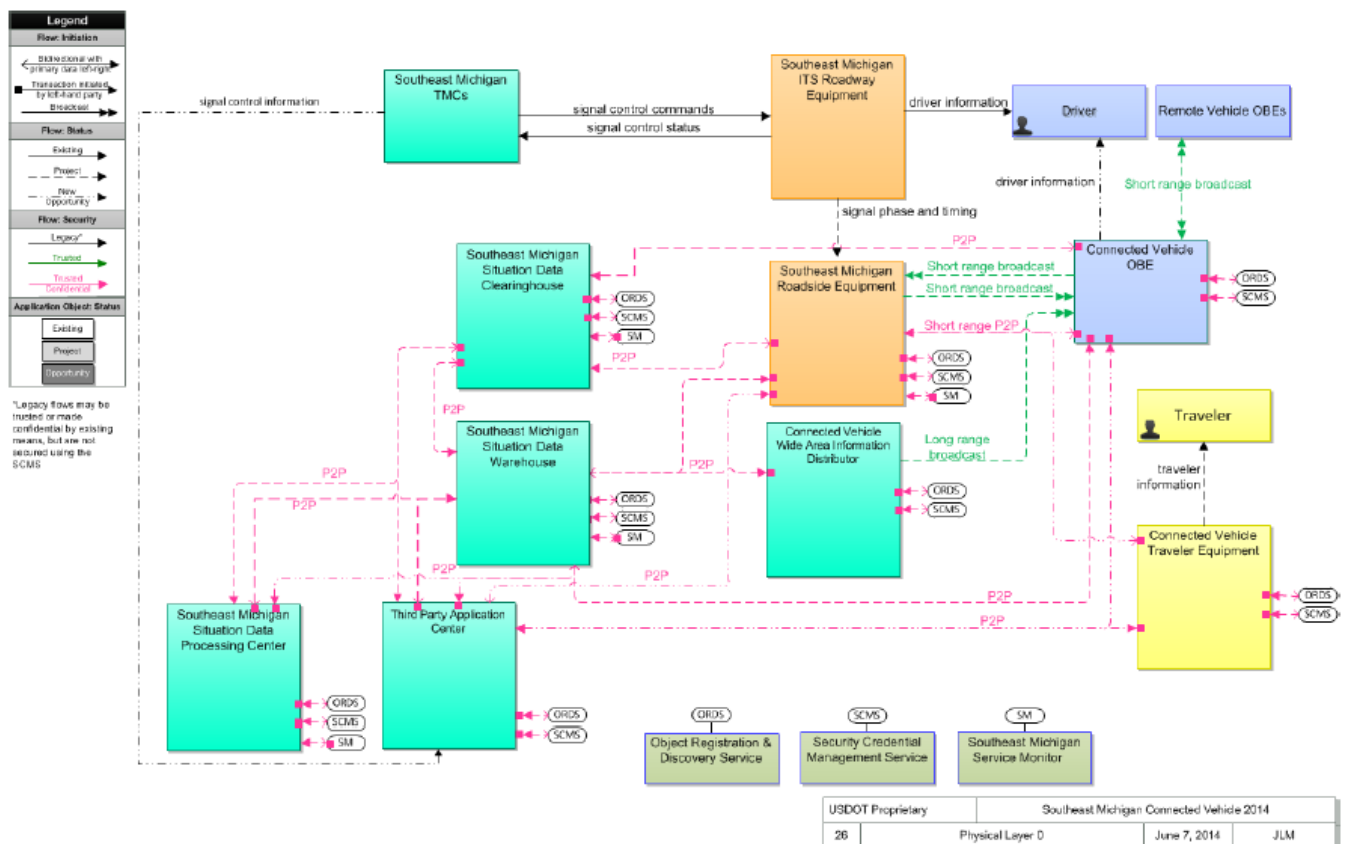 Legend
Flow: Initiation
Bidirectional with
primary data left-right
Transaction initiated
by left-hand party
Broadcast
Flow: Status
Existing
Project
New
Opportunity
Flow: Security
Legacy*
Trusted
Trusted
Confidential
Application Object: Status
Existing
Project
Opportunity
*Legacy flows may be
trusted or made
confidential by existing
means, but are not
secured using the
SCMS
signal control information
Southeast Michigan
TMCs
signal control commands
signal control status
Southeast Michigan
ITS Roadway
Equipment
driver information
Driver
Remote Vehicle OBEs
driver information
Short range broadcast
signal phase and timing
P2P
Southeast Michigan
Situation Data
Clearinghouse
ORDS
SCMS
SM
P2P
Southeast Michigan
Roadside Equipment
Short range broadcast
Short range broadcast
Short range P2P
ORDS
SCMS
SM
Connected Vehicle
OBE
ORDS
SCMS
P2P
Southeast Michigan
Situation Data
Warehouse
ORDS
SCMS
SM
P2P
Connected Vehicle
Wide Area Information
Distributor
ORDS
SCMS
Long range
broadcast
Traveler
traveler
information
Connected Vehicle
Traveler Equipment
ORDS
SCMS
P2P
P2P
P2P
P2P
P2P
P2P
Southeast Michigan
Situation Data
Processing Center
ORDS
SCMS
SM
Third Party Application
Center
ORDS
SCMS
ORDS
Object Registration &
Discovery Service
SCMS
Security Credential
Management Service
SM
Southeast Michigan
Service Monitor
USDOT Proprietary
Southeast Michigan Connected Vehicle 2014
26
Physical Layer 0
June 7, 2014
JLM